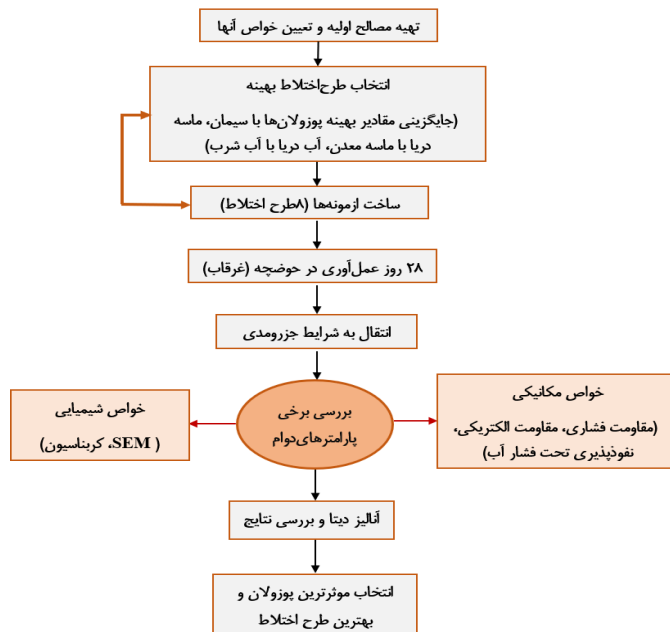 تهیه مصالح اولیه و تعیین خواص آنها
انتخاب طرح‌اختلاط بهینه
(جایگزینی مقادیر بهینه پوزولان‌ها با سیمان، ماسه
دریا با ماسه معدن، آب دریا با آب شرب)
ساخت ازمونه‌ها (۸طرح اختلاط)
۲۸ روز عمل‌آوری در حوضچه (غرقاب)
انتقال به شرایط جزرومدی
بررسی برخی
پارامترهای‌دوام
خواص مکانیکی
(مقاومت فشاری، مقاومت الکتریکی،
نفوذپذیری تحت فشار آب)
خواص شیمیایی
( SEM، کربناسیون)
آنالیز دیتا و بررسی نتایج
انتخاب موثرترین پوزولان و
بهترین طرح اختلاط